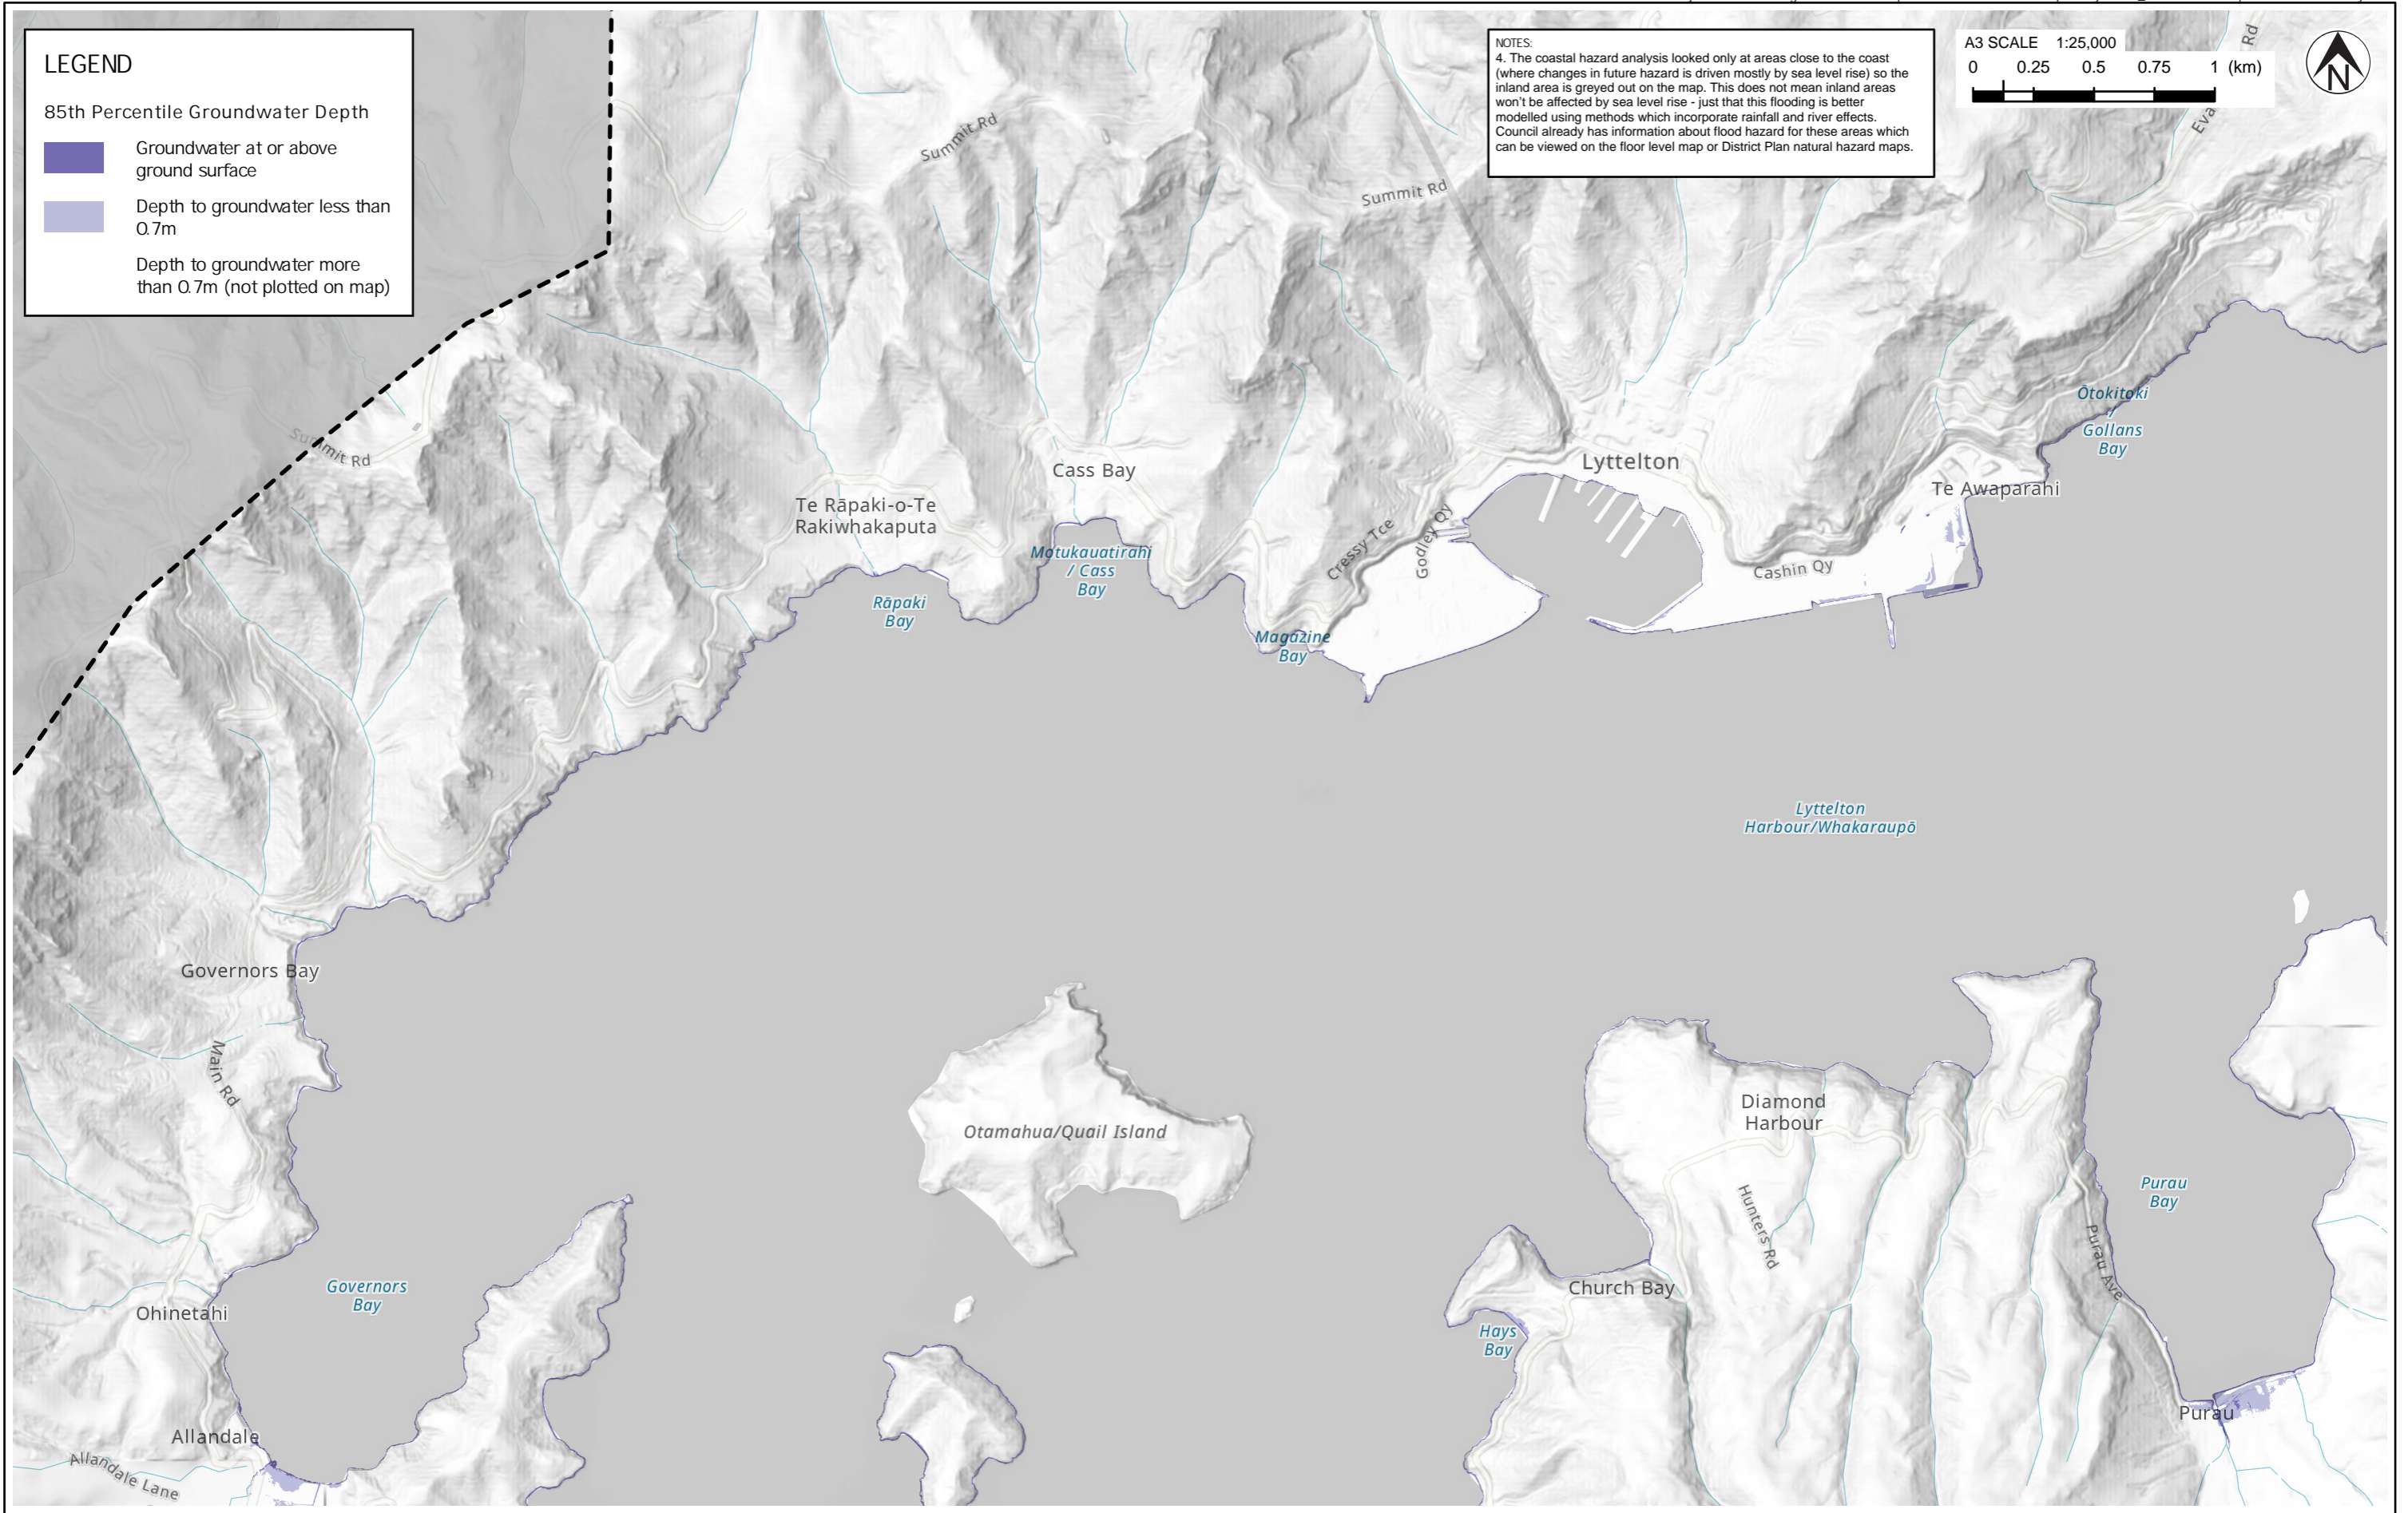 LEGEND
85th Percentile Groundwater Depth
Groundwater at or above
ground surface
Depth to groundwater less than
0.7m
Depth to groundwater more
than 0.7m (not plotted on map)
NOTES:
4. The coastal hazard analysis looked only at areas close to the coast
(where changes in future hazard is driven mostly by sea level rise) so the
inland area is greyed out on the map. This does not mean inland areas
won't be affected by sea level rise - just that this flooding is better
modelled using methods which incorporate rainfall and river effects.
Council already has information about flood hazard for these areas which
can be viewed on the floor level map or District Plan natural hazard maps.
A3 SCALE 1:25,000
0 0.25 0.5 0.75 1 (km)
N
Rd
Eva
Summit Rd
Summit Rd
Summit Rd
Ōtokitoki
/
Gollans
Bay
Lyttelton
Cass Bay
Te Awaparahi
Te Rāpaki-o-Te
Rakiwhakaputa
Cressy Tce
Godley Qy
Cashin Qy
Motukauatirahi
/ Cass
Bay
Rāpaki
Bay
Magazine
Bay
Lyttelton
Harbour/Whakaraupō
Governors Bay
Main Rd
Otamahua/Quail Island
Diamond
Harbour
Hunters Rd
Purau
Bay
Purau Ave
Church Bay
Governors
Bay
Ohinetahi
Hays
Bay
Purau
Allandale
Allandale Lane